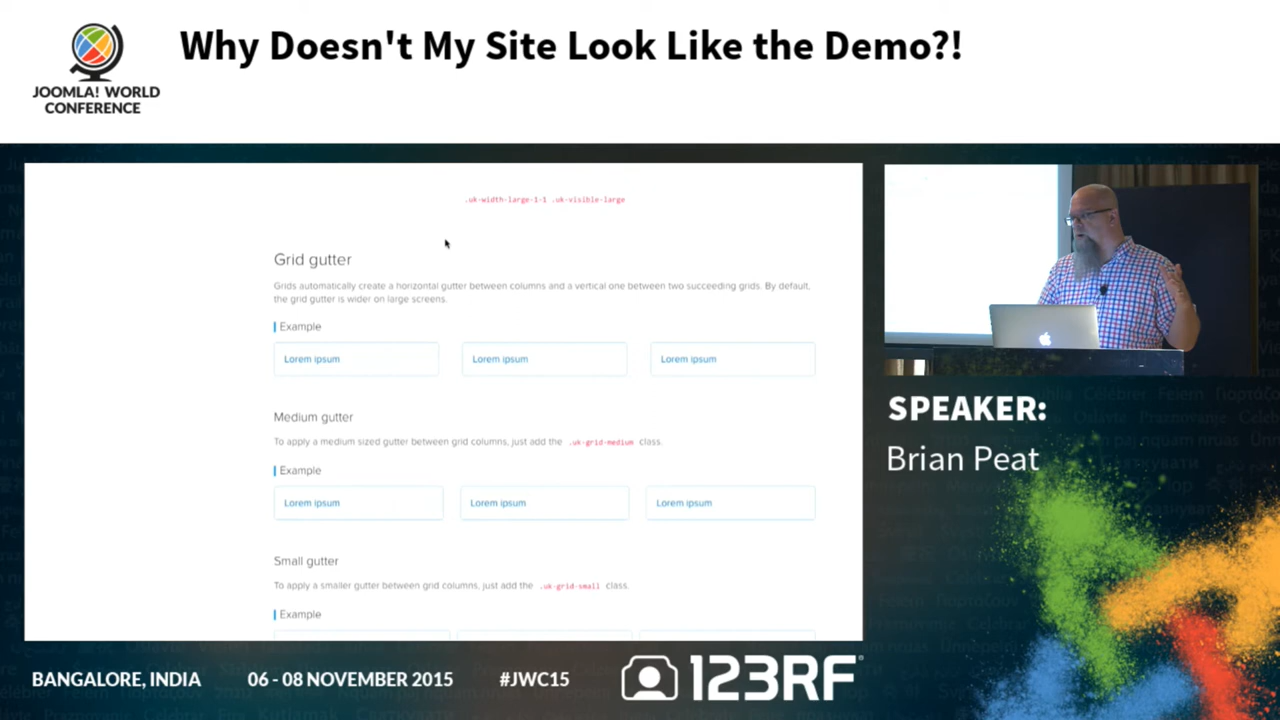 Why Doesn't My Site Look Like the Demo?!
JOOMLA! WORLD
CONFERENCE
.uk-width-large-1-1 .uk-visible-large
Grid gutter
Grids automatically create a horizontal gutter between columns and a vertical one between two succeeding grids. By default,
the grid gutter is wider on large screens.
Example
Lorem ipsum Lorem ipsum Lorem ipsum
Medium gutter
To apply a medium sized gutter between grid columns, just add the .uk-grid-medium class.
Example
Lorem ipsum Lorem ipsum Lorem ipsum
Small gutter
To apply a smaller gutter between grid columns, just add the .uk-grid-small class.
Example
SPEAKER:
Brian Peat
BANGALORE, INDIA 06 - 08 NOVEMBER 2015 #JWC15 123RF®